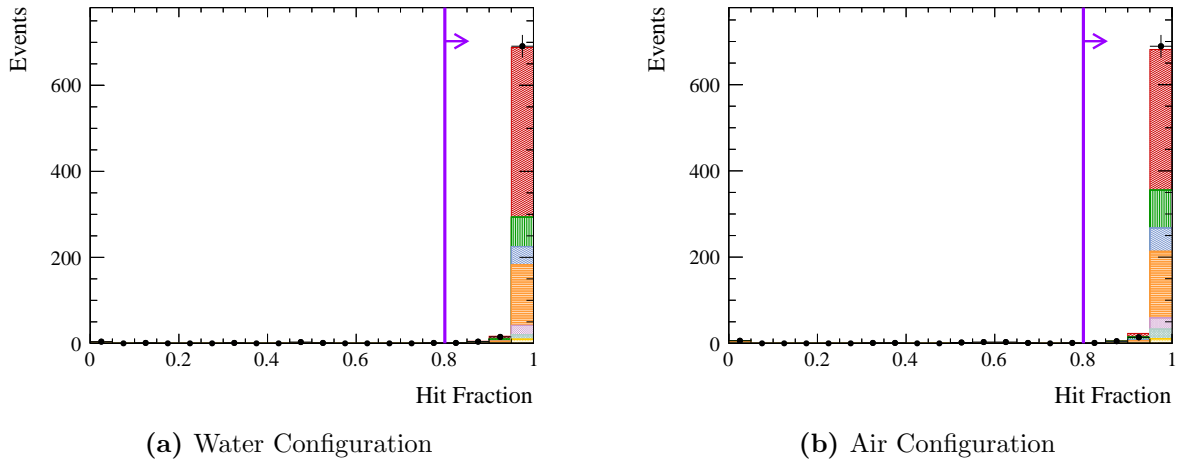 Events
600
400
200
0
0 0.2 0.4 0.6 0.8 1
Hit Fraction
(a) Water Configuration
Events
600
400
200
0
0 0.2 0.4 0.6 0.8 1
Hit Fraction
(b) Air Configuration